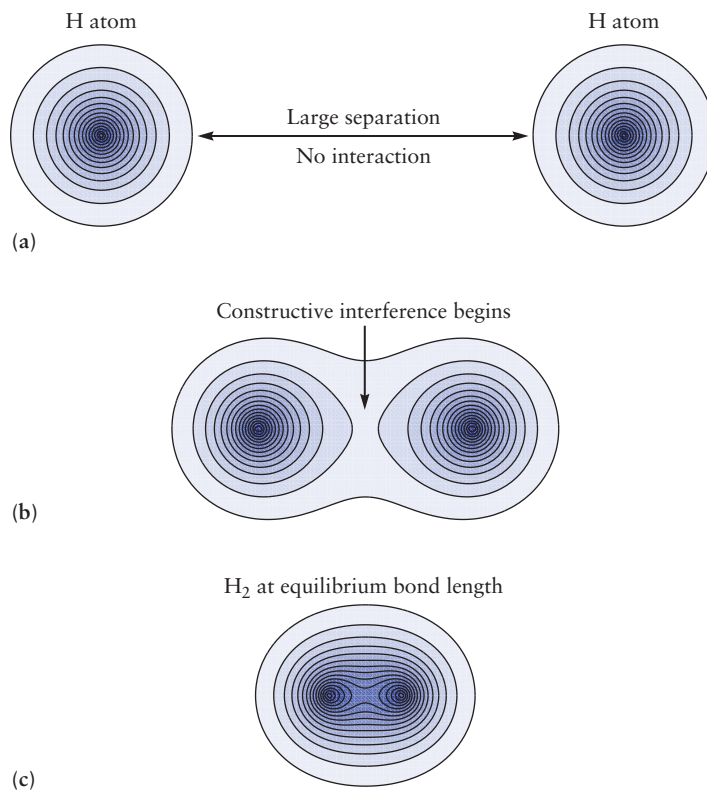 H atom
H atom
Large separation
No interaction
(a)
Constructive interference begins
(b)
H₂ at equilibrium bond length
(c)